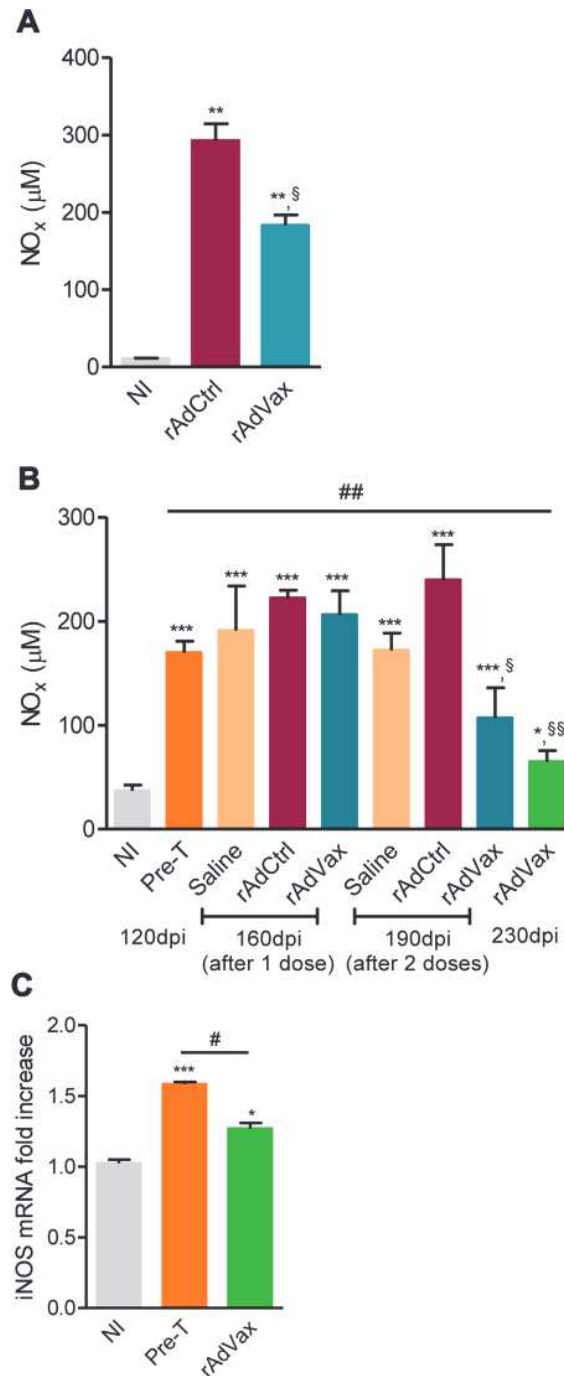 A
NOx (μM)
400
300
200
100
0
**
**,§
NI
rAdCtrl
rAdVax
B
##
NOx (μM)
300
200
100
0
***
***
***
***
***
***
***,§
*,§§
NI
Pre-T
Saline
rAdCtrl
rAdVax
Saline
rAdCtrl
rAdVax
rAdVax
120dpi
160dpi
(after 1 dose)
190dpi
(after 2 doses)
230dpi
C
iNOS mRNA fold increase
2.0
1.5
1.0
0.5
0.0
#
***
*
NI
Pre-T
rAdVax